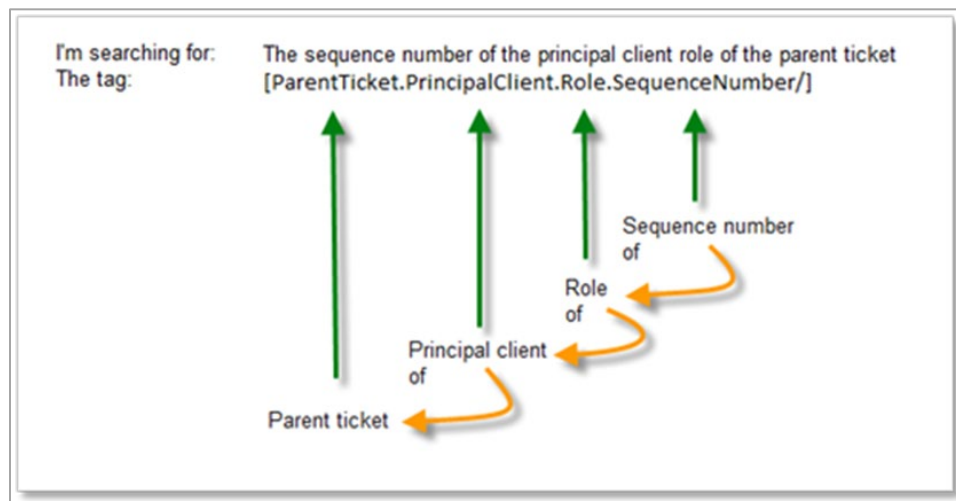 I'm searching for: The sequence number of the principal client role of the parent ticket
The tag: [ParentTicket.PrincipalClient.Role.SequenceNumber/]
Sequence number
of
Role
of
Principal client
of
Parent ticket